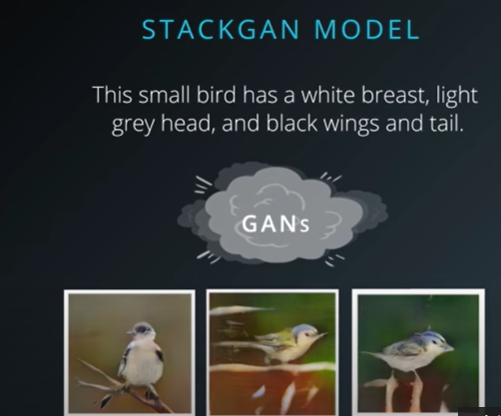 STACKGAN MODEL
This small bird has a white breast, light
grey head, and black wings and tail.
GANs